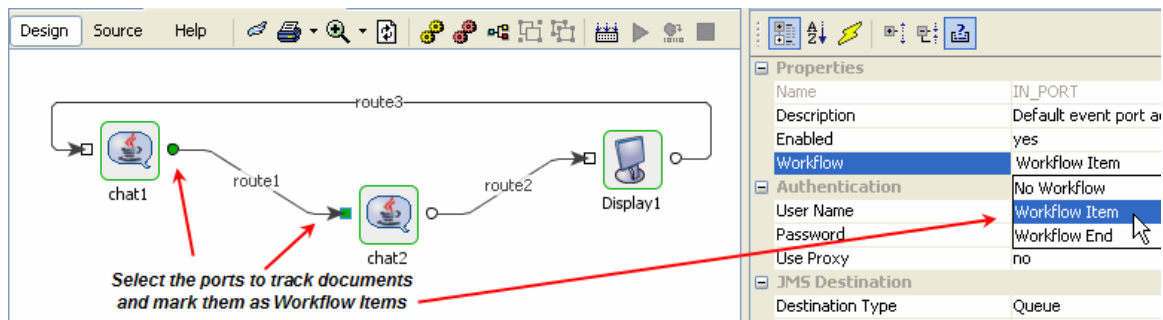 Design Source Help
route3
chat1
route1
chat2
route2
Display1
Select the ports to track documents
and mark them as Workflow Items
Properties
Name IN_PORT
Description Default event port a
Enabled yes
Workflow Workflow Item
No Workflow
Authentication
Workflow Item
User Name
Workflow End
Password
Use Proxy no
JMS Destination
Destination Type Queue